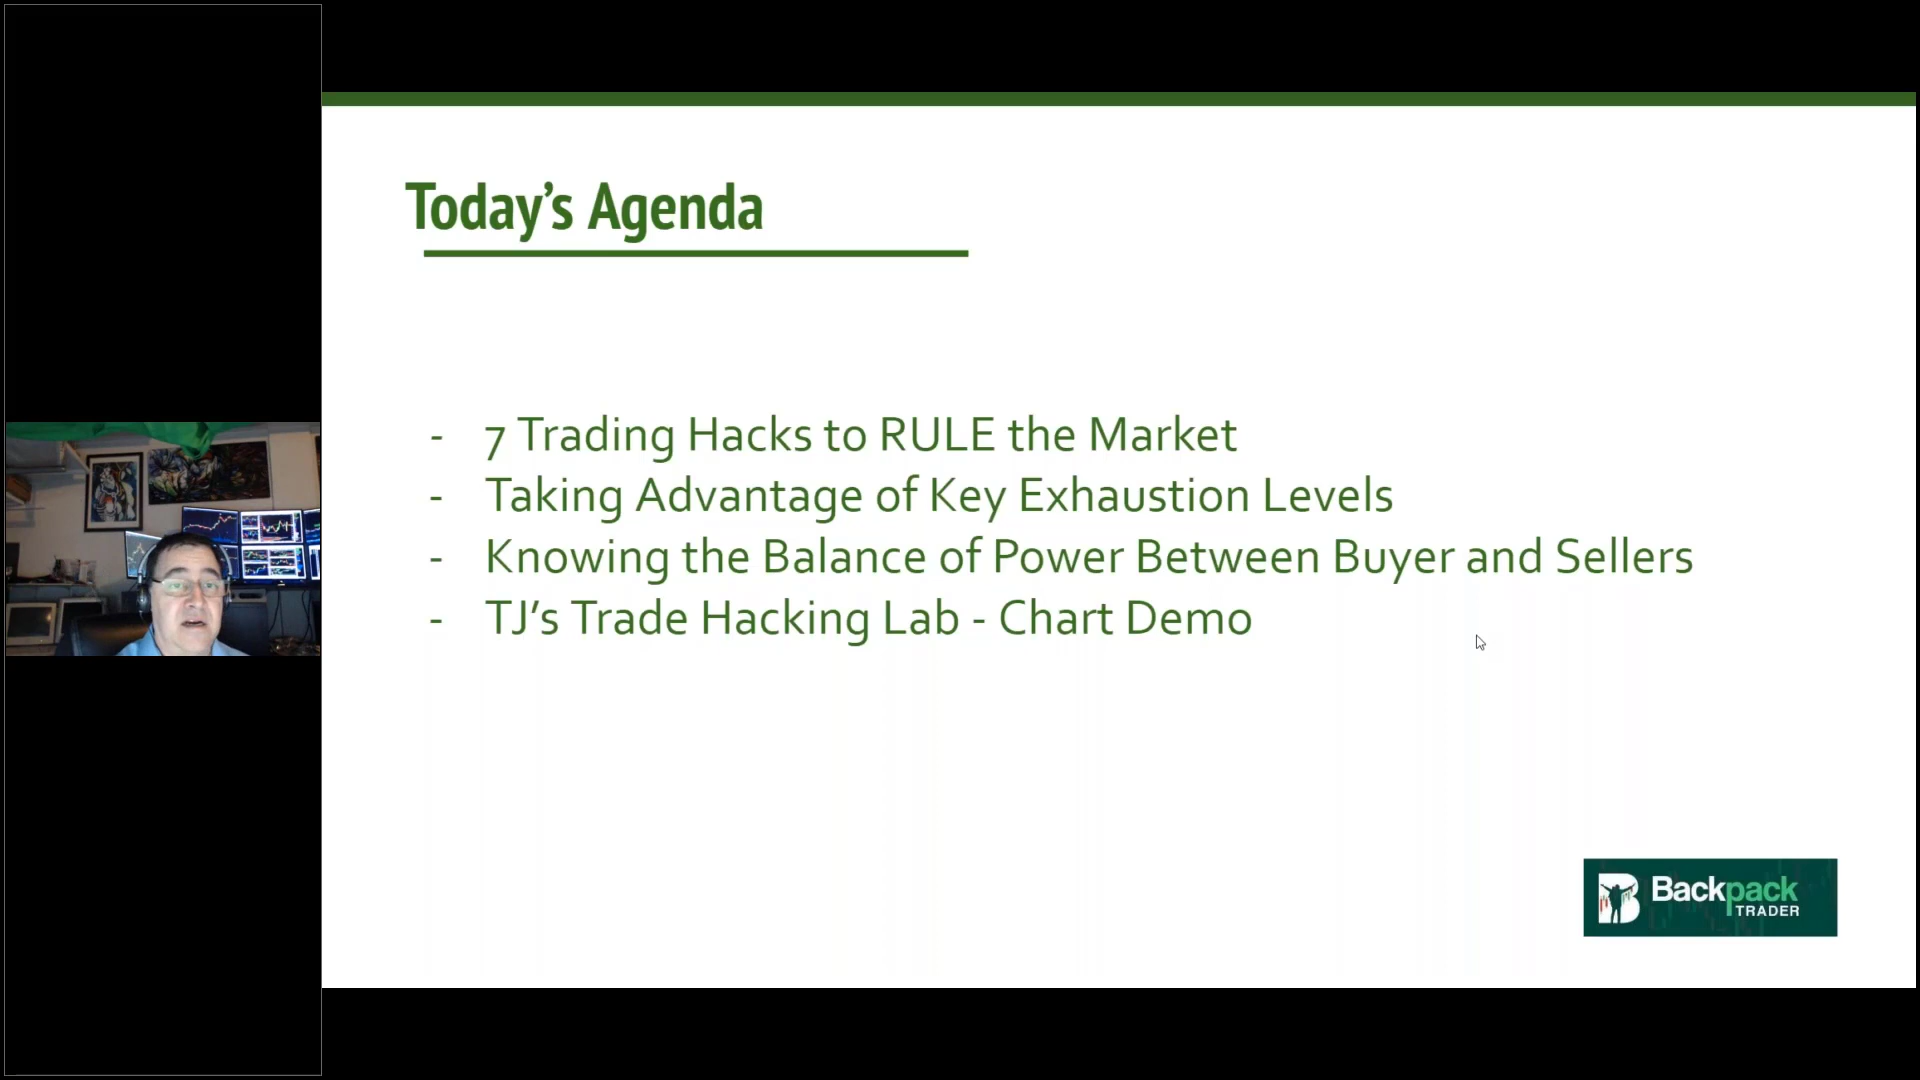 Today's Agenda
- 7 Trading Hacks to RULE the Market
- Taking Advantage of Key Exhaustion Levels
- Knowing the Balance of Power Between Buyer and Sellers
- TJ's Trade Hacking Lab - Chart Demo
B Backpack
TRADER